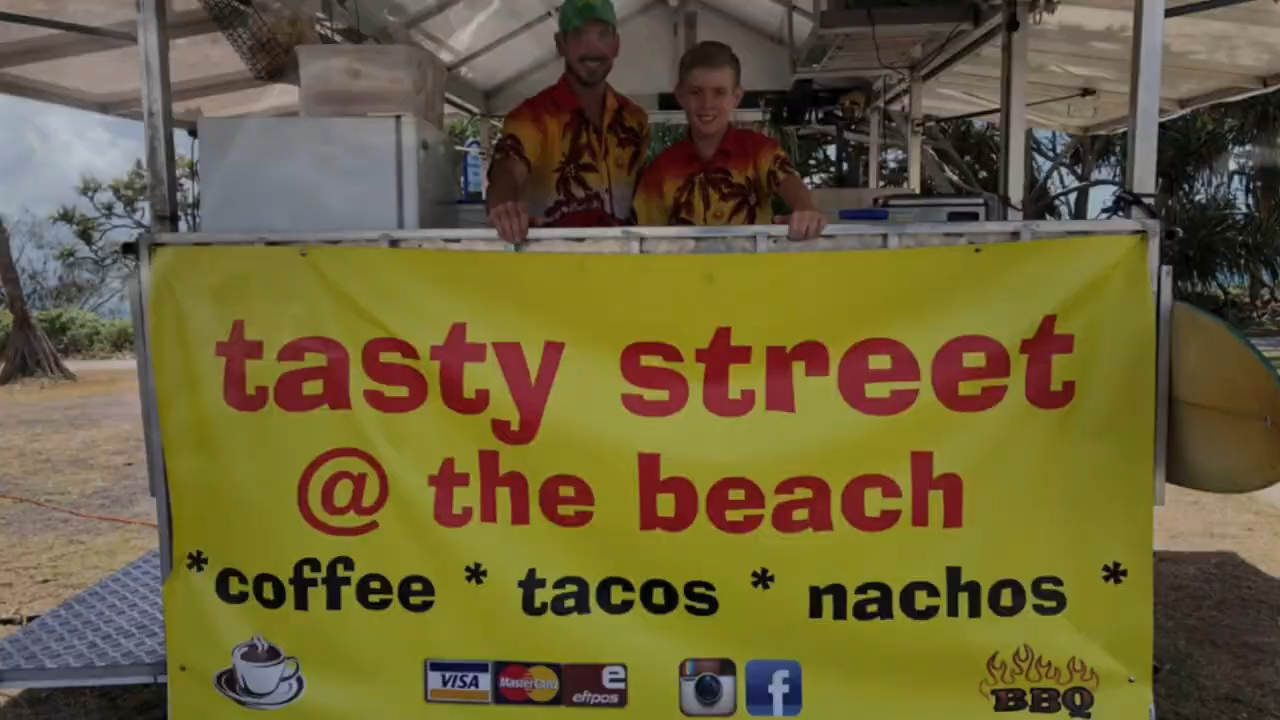 tasty street
@ the beach
*coffee * tacos * nachos *
VISA MasterCard e eftpos f BBQ